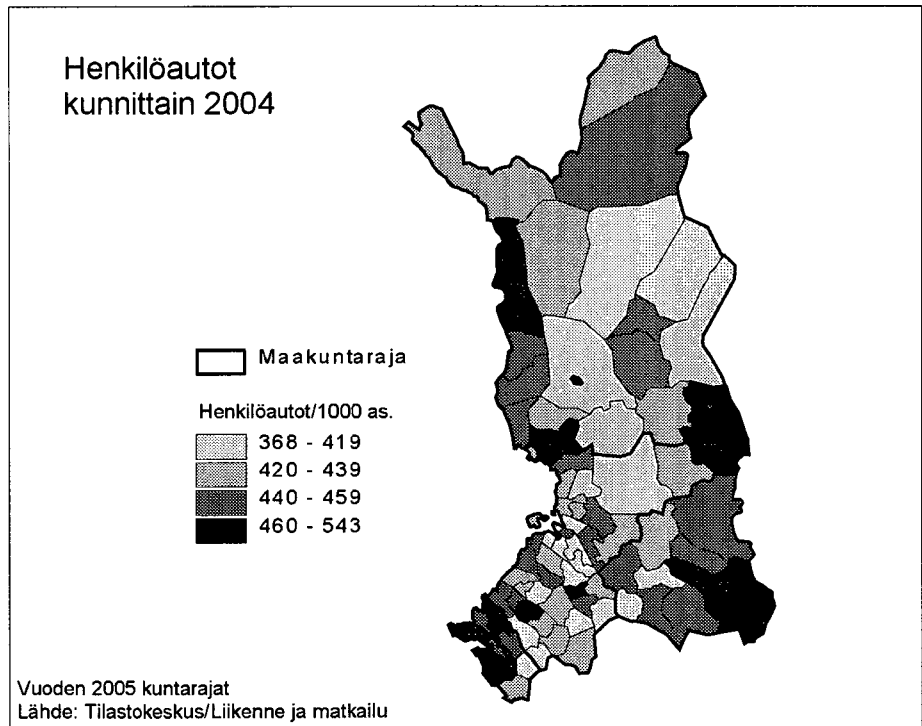 Henkilöautot
kunnittain 2004
Maakuntaraja
Henkilöautot/1000 as.
368 - 419
420 - 439
440 - 459
460 - 543
Vuoden 2005 kuntarajat
Lähde: Tilastokeskus/Liikenne ja matkailu